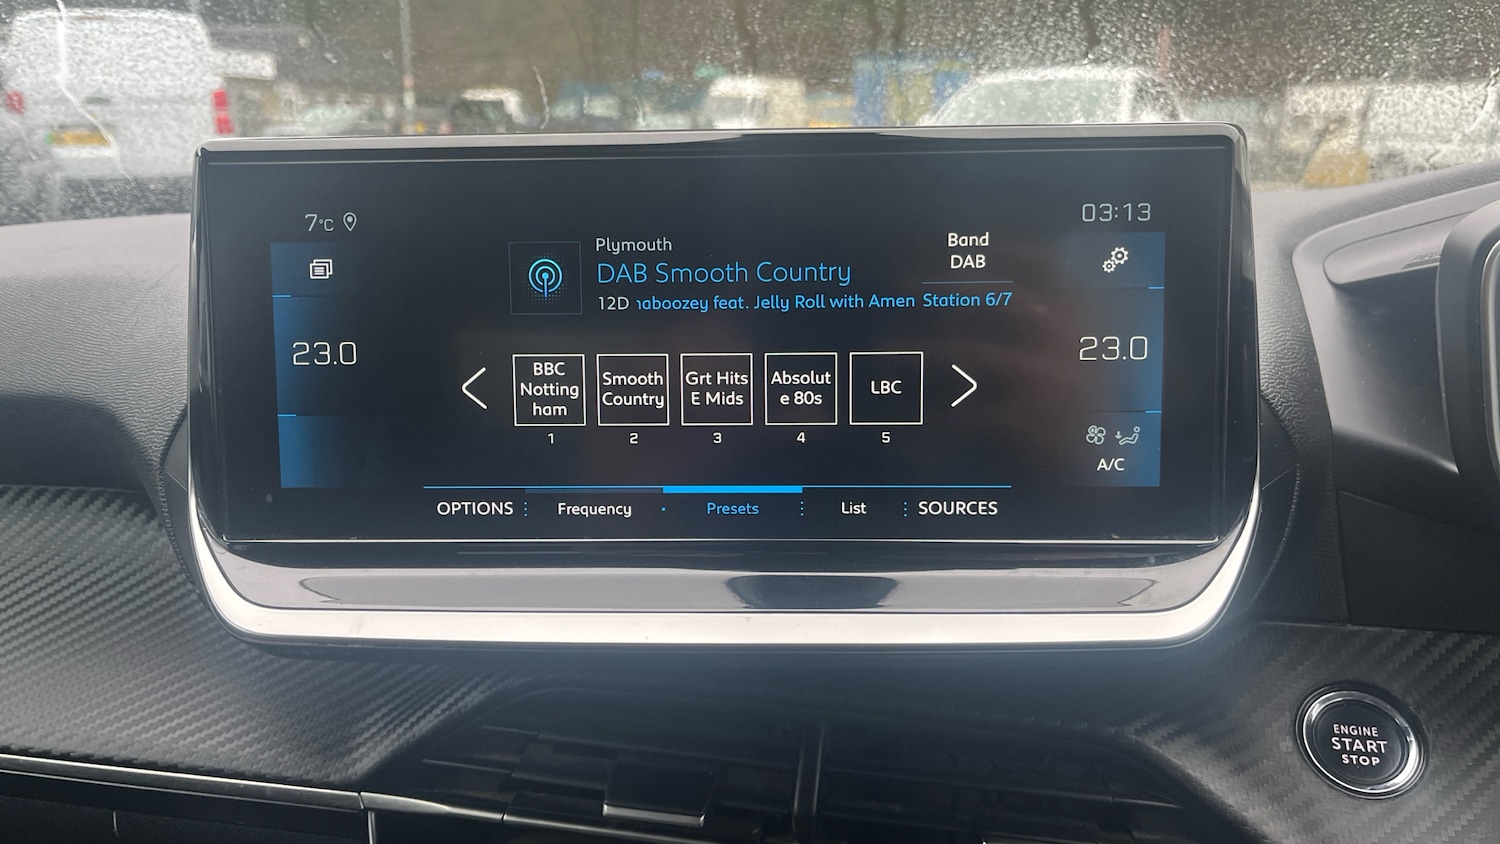 7°C
03:13
Plymouth
DAB Smooth Country
12D naboozey feat. Jelly Roll with Amen
Band
DAB
Station 6/7
23.0
23.0
BBC
Notting
ham
Smooth
Country
Grt Hits
E Mids
Absolut
e 80s
LBC
1
2
3
4
5
A/C
OPTIONS
Frequency
Presets
List
SOURCES
ENGINE
START
STOP